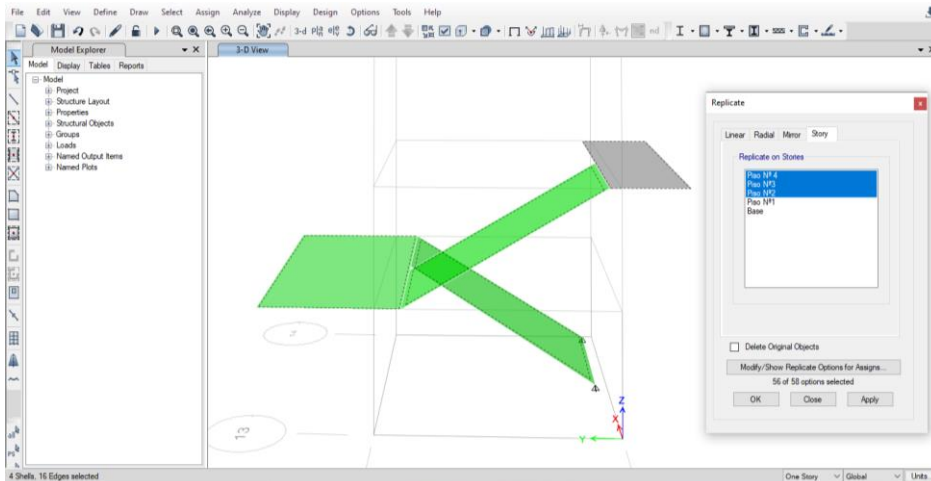 File Edit View Define Draw Select Assign Analyze Display Design Options Tools Help
3-d
nd
Model Explorer
Model Display Tables Reports
Model
Project
Structure Layout
Properties
Structural Objects
Groups
Loads
Named Output Items
Named Plots
3-D View
Z
X
Y
13
Replicate
Linear Radial Mirror Story
Replicate on Stories
Piso Nº 4
Piso Nº3
Piso Nº2
Piso Nº1
Base
Delete Original Objects
Modify/Show Replicate Options for Assigns...
56 of 58 options selected
OK Close Apply
4 Shells, 16 Edges selected
One Story Global Units